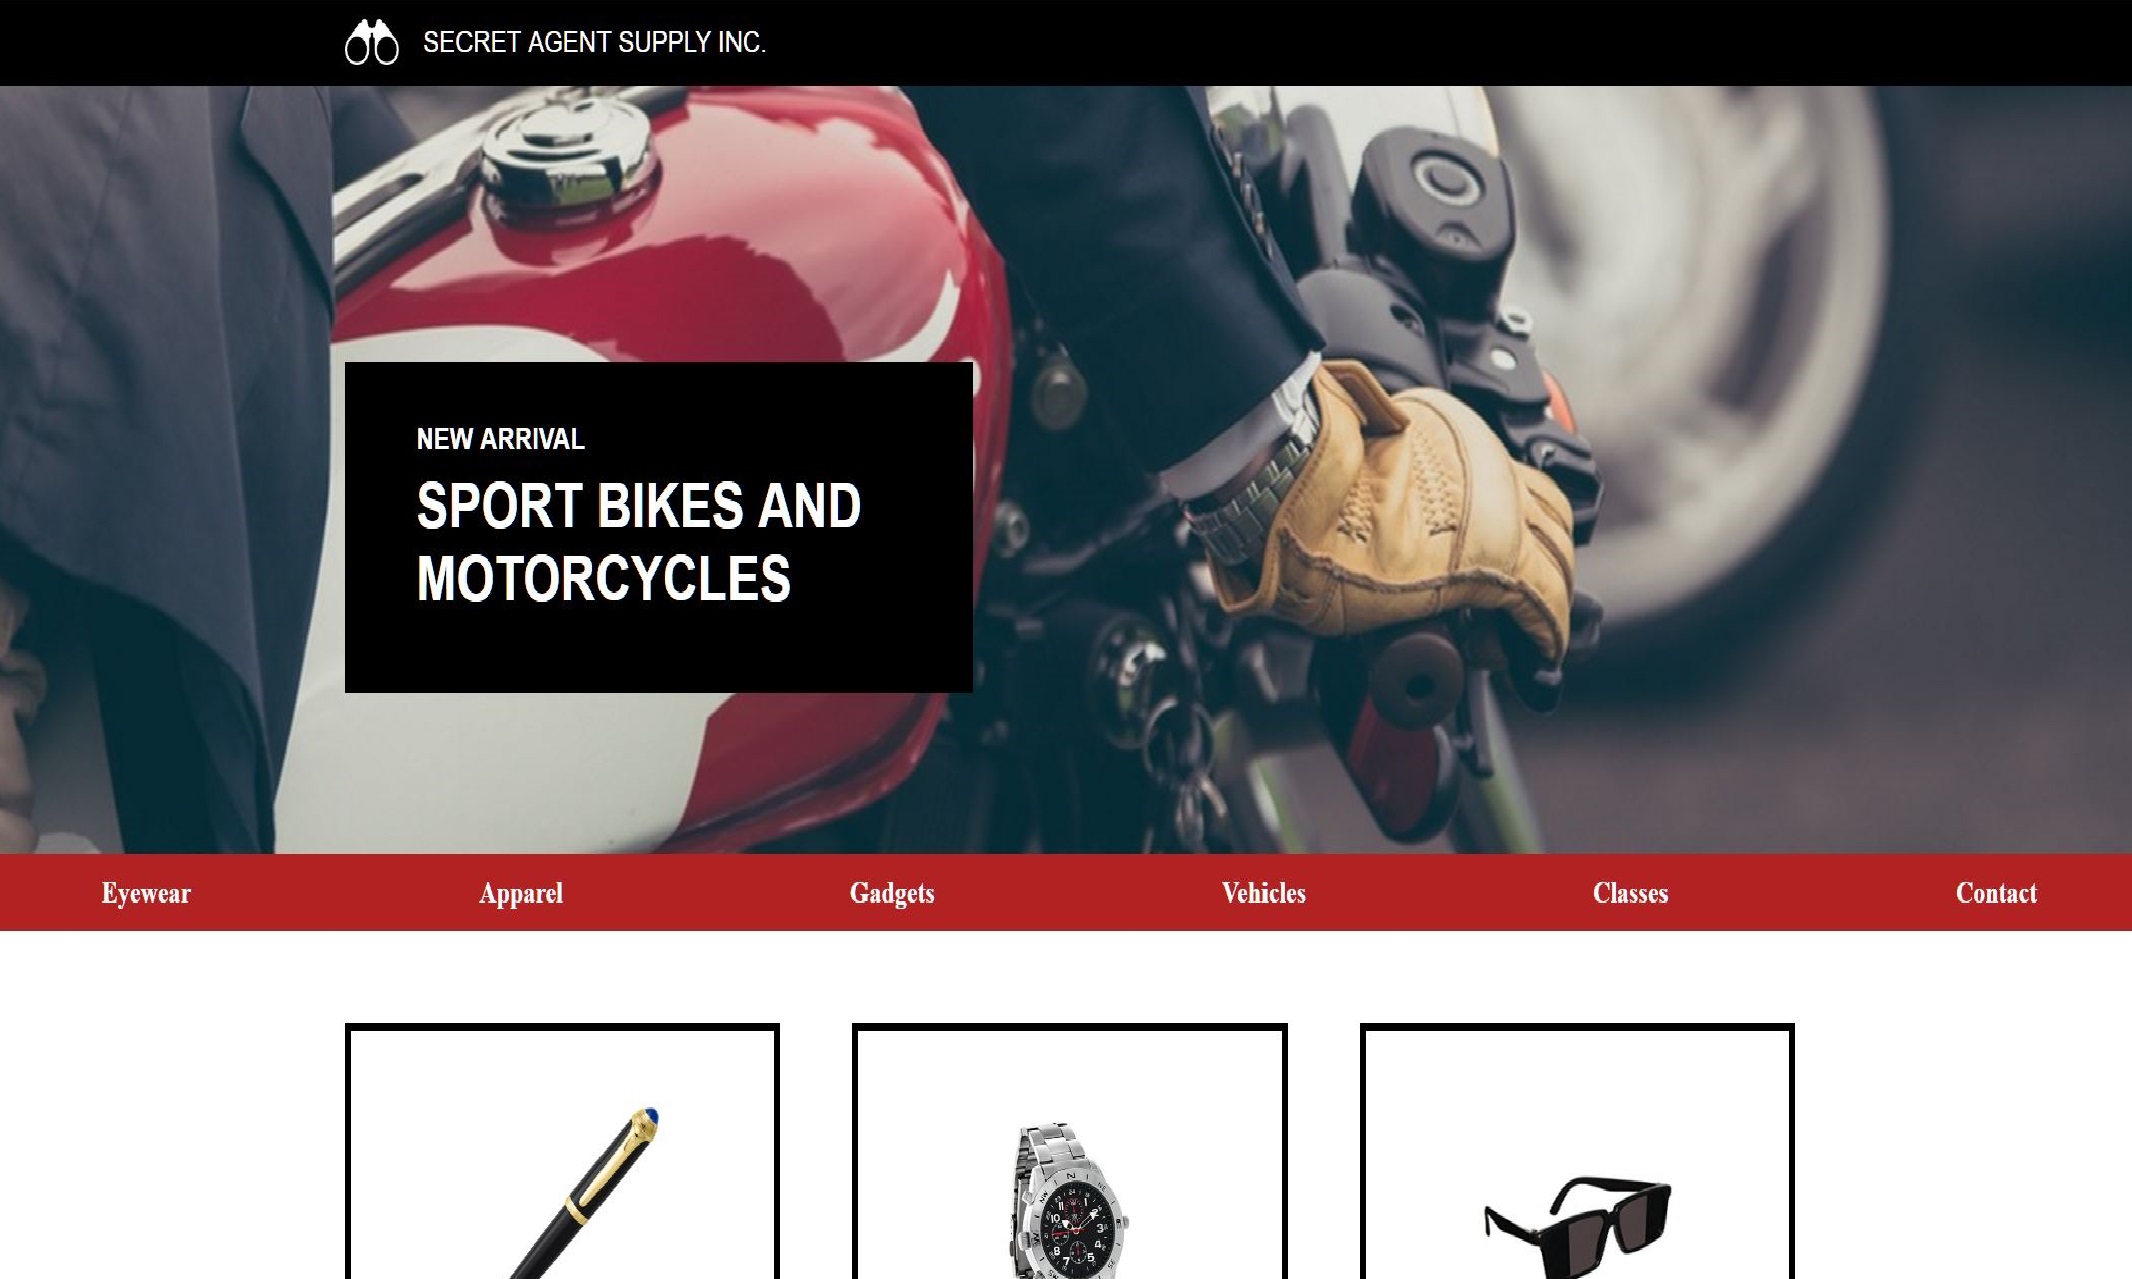 SECRET AGENT SUPPLY INC.
NEW ARRIVAL
SPORT BIKES AND
MOTORCYCLES
Eyewear Apparel Gadgets Vehicles Classes Contact